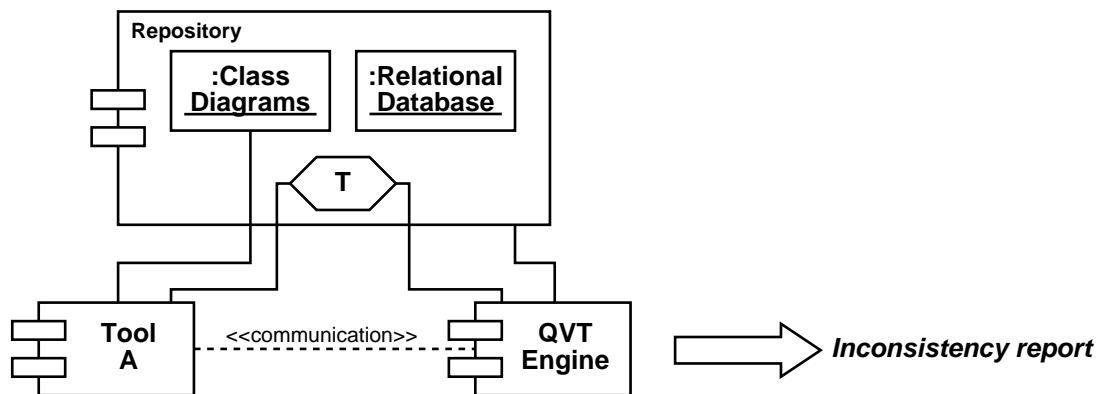 Repository
:Class
Diagrams
:Relational
Database
T
Tool
A
<<communication>>
QVT
Engine
Inconsistency report